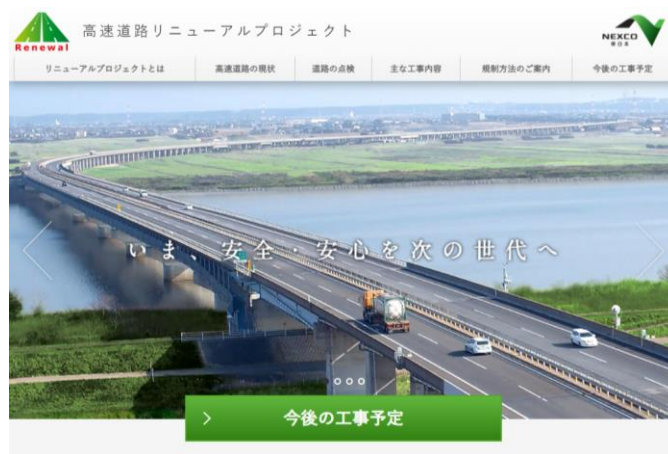 Renewal
高速道路リニューアルプロジェクト
NEXCO
東日本
リニューアルプロジェクトとは
高速道路の現状
道路の点検
主な工事内容
規制方法のご案内
今後の工事予定
いま、安全・安心を次の世代へ
今後の工事予定